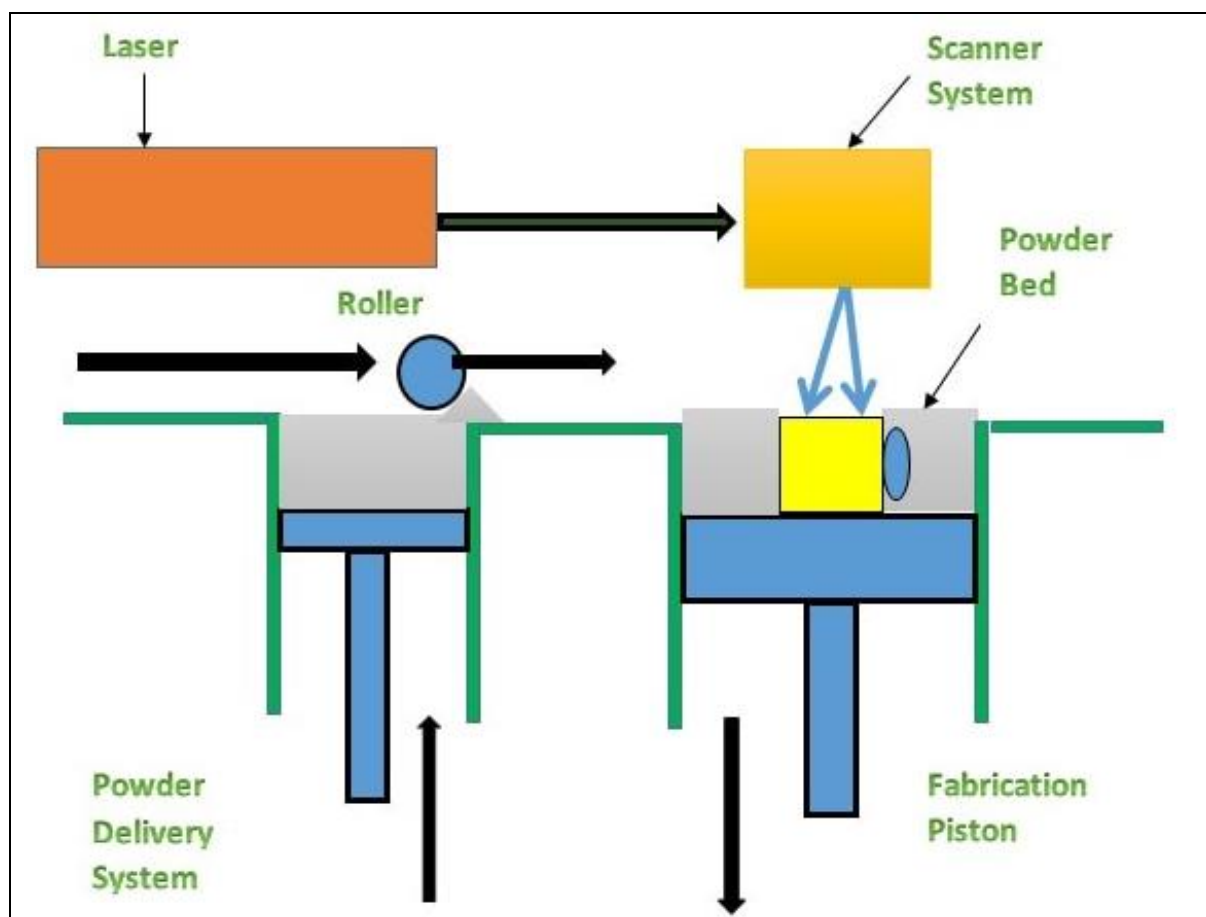 Laser
Scanner
System
Powder
Bed
Roller
Powder
Delivery
System
Fabrication
Piston